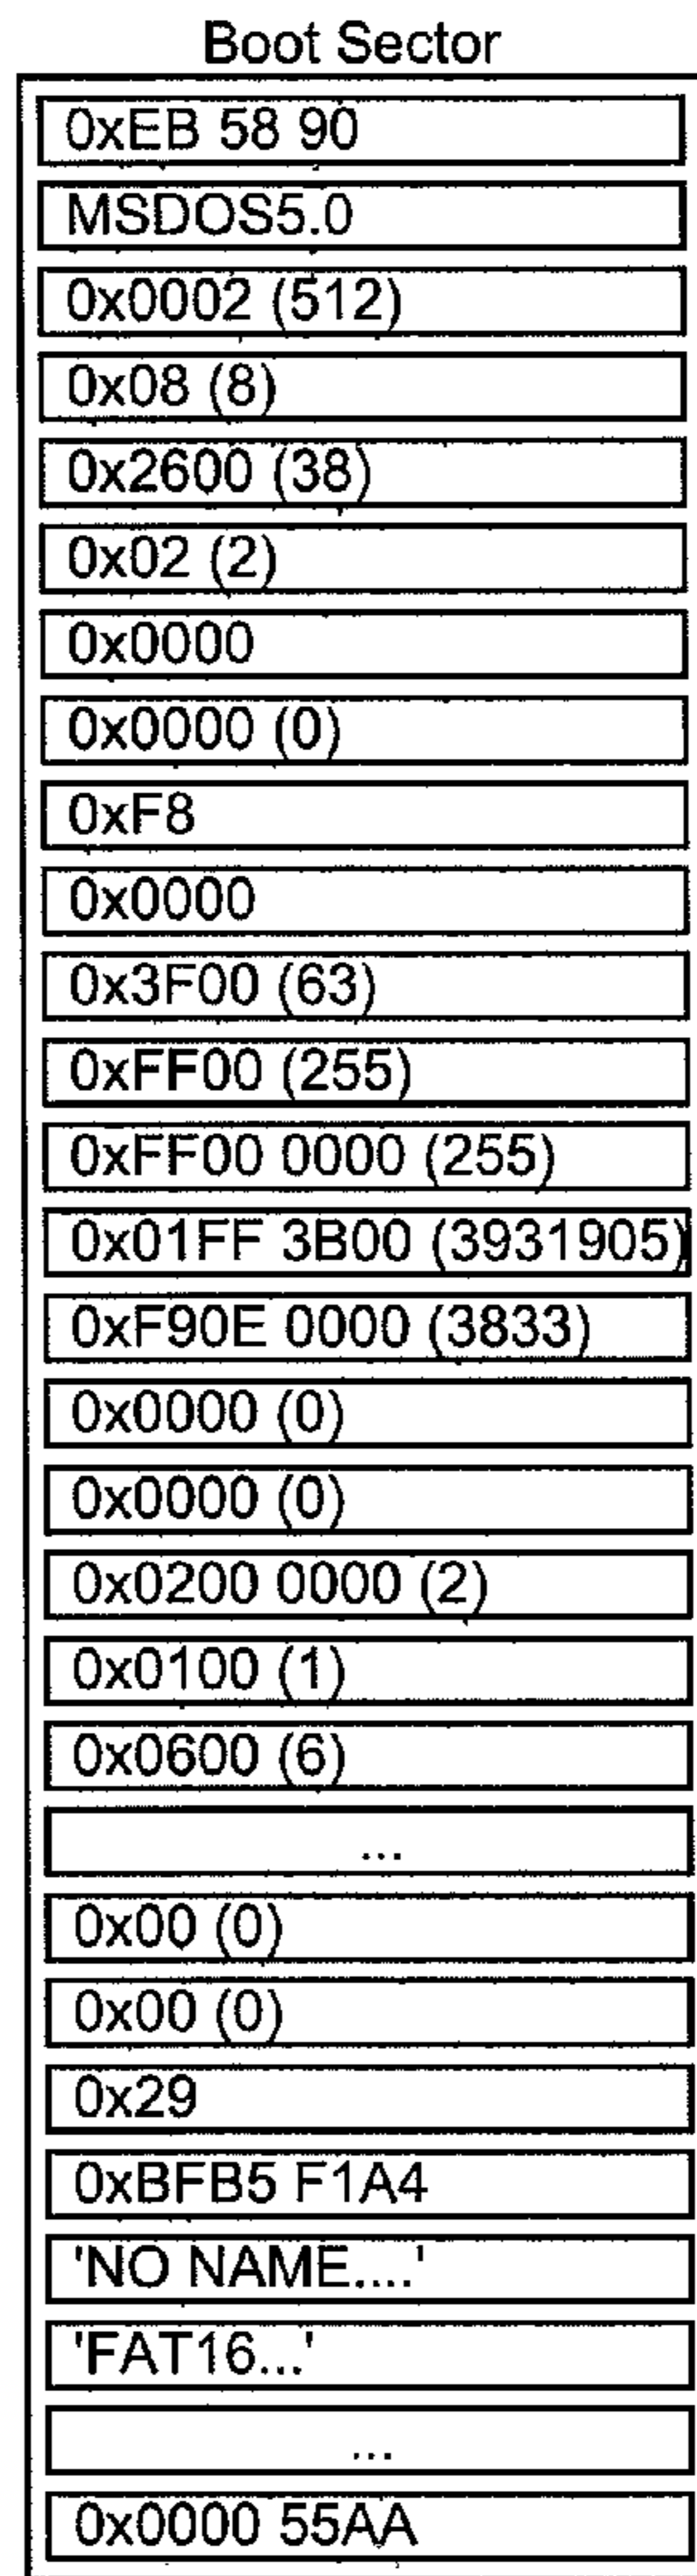 Boot Sector
0xEB 58 90
MSDOS5.0
0x0002 (512)
0x08 (8)
0x2600 (38)
0x02 (2)
0x0000
0x0000 (0)
0xF8
0x0000
0x3F00 (63)
0xFF00 (255)
0xFF00 0000 (255)
0x01FF 3B00 (3931905)
0xF90E 0000 (3833)
0x0000 (0)
0x0000 (0)
0x0200 0000 (2)
0x0100 (1)
0x0600 (6)
...
0x00 (0)
0x00 (0)
0x29
0xBFB5 F1A4
'NO NAME....'
'FAT16...'
...
0x0000 55AA